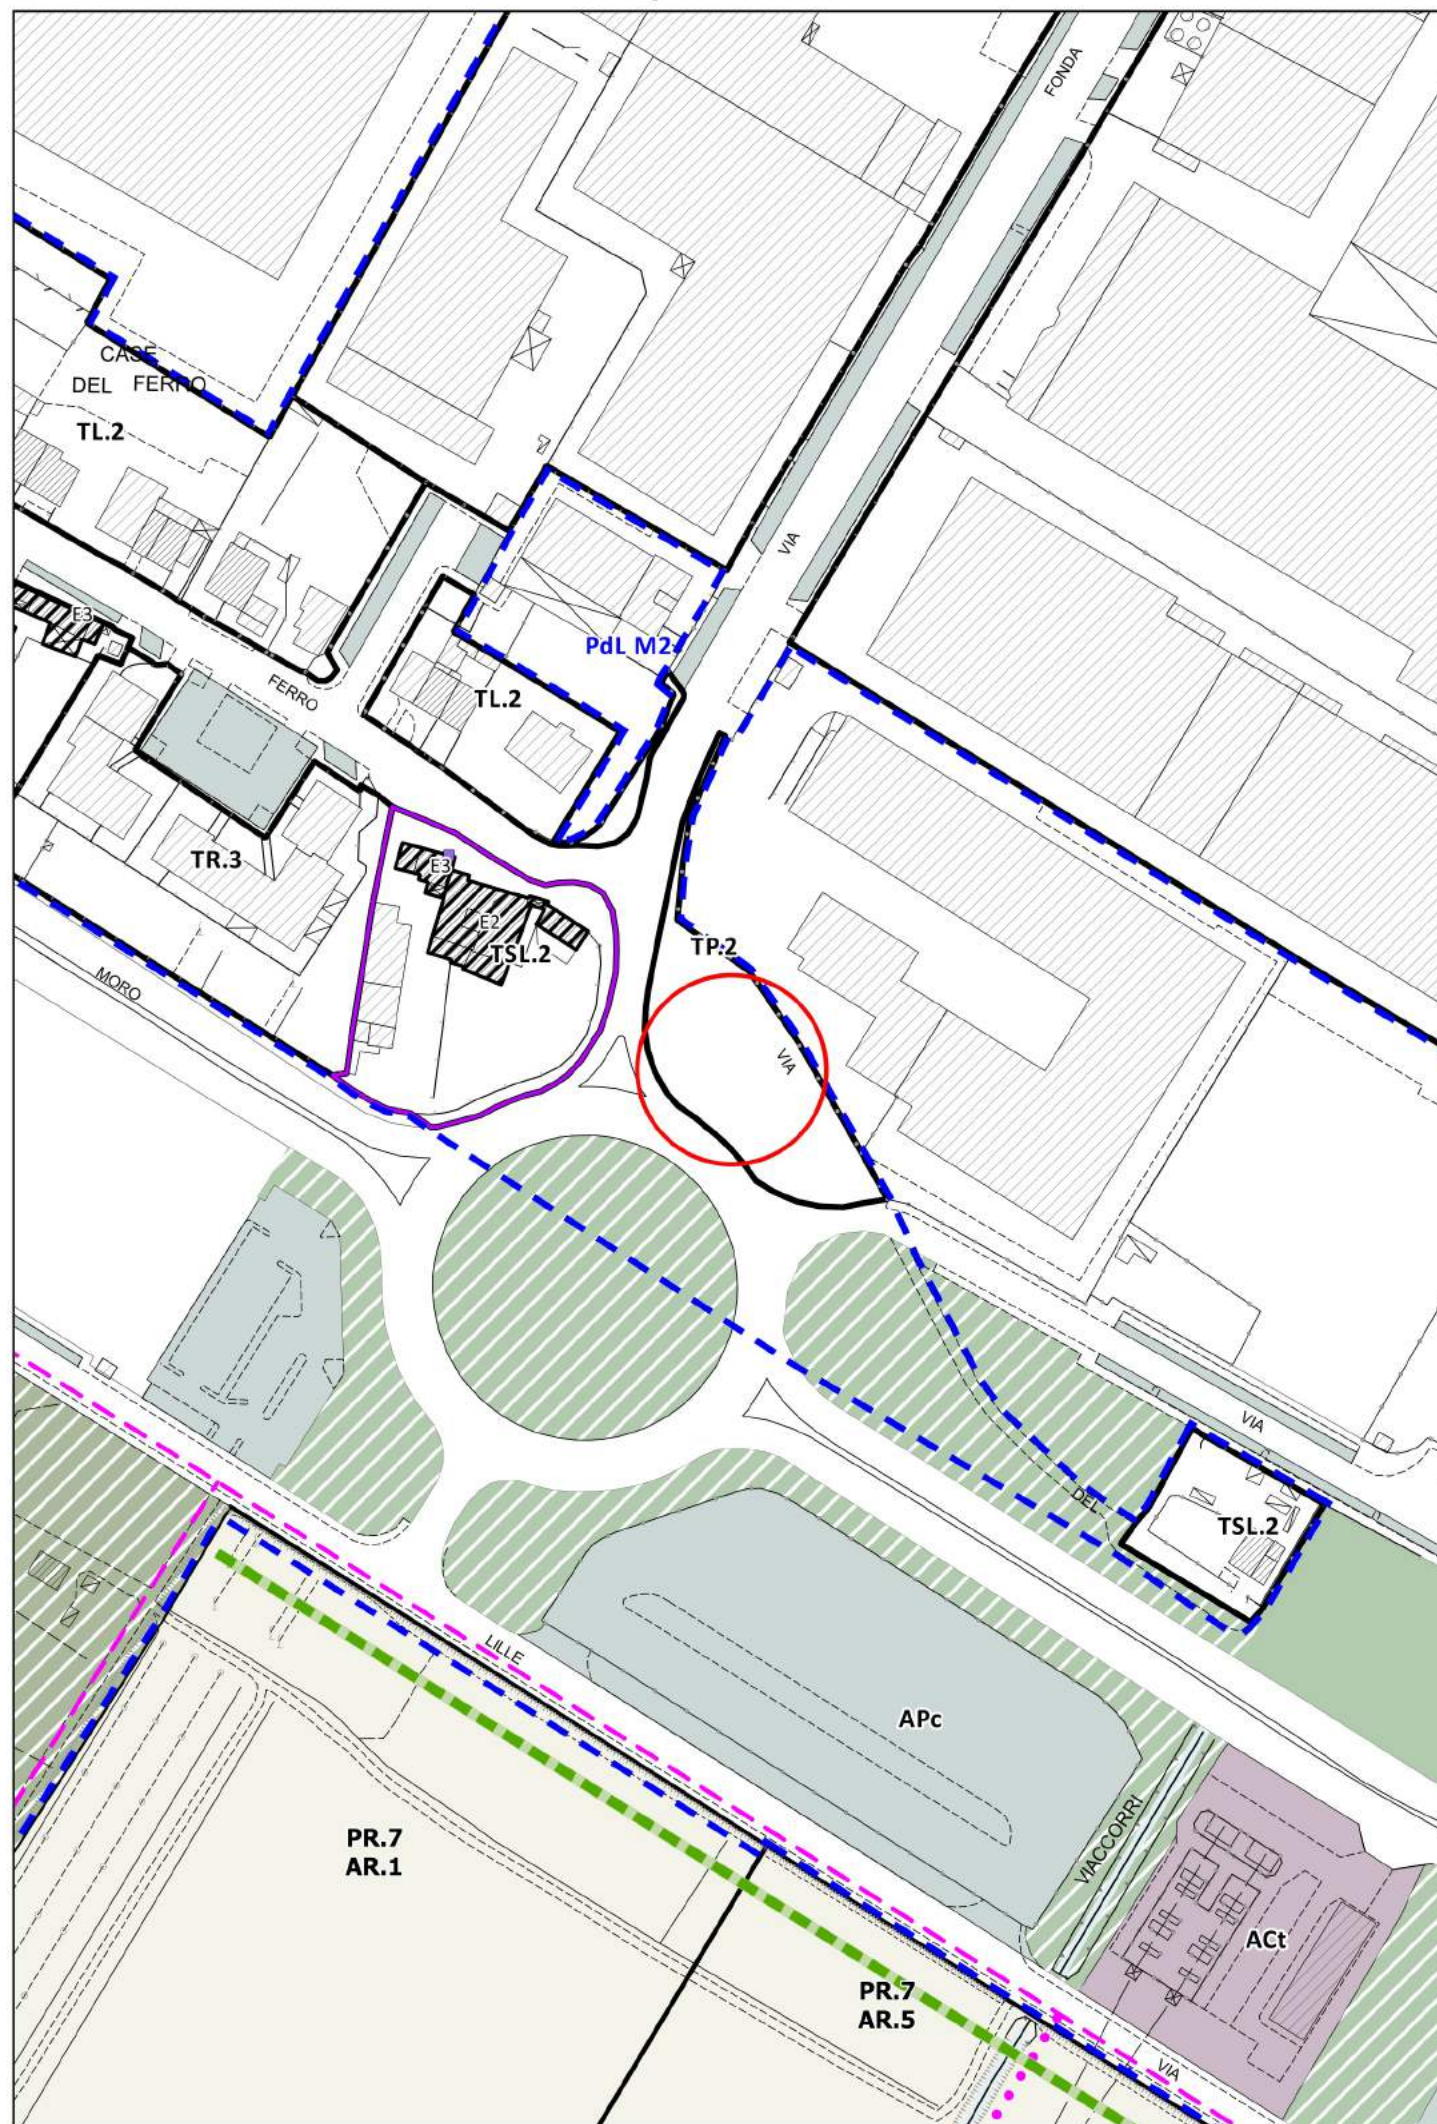 FONDA
CASE
DEL FERRO
TL.2
VIA
E3
PdL M2
FERRO
TL.2
TR.3
E3
E2
TSL.2
TP.2
MORO
VIA
VIA
DEL
TSL.2
LILLE
APc
VIACCORRI
PR.7
AR.1
ACt
PR.7
AR.5
VIA